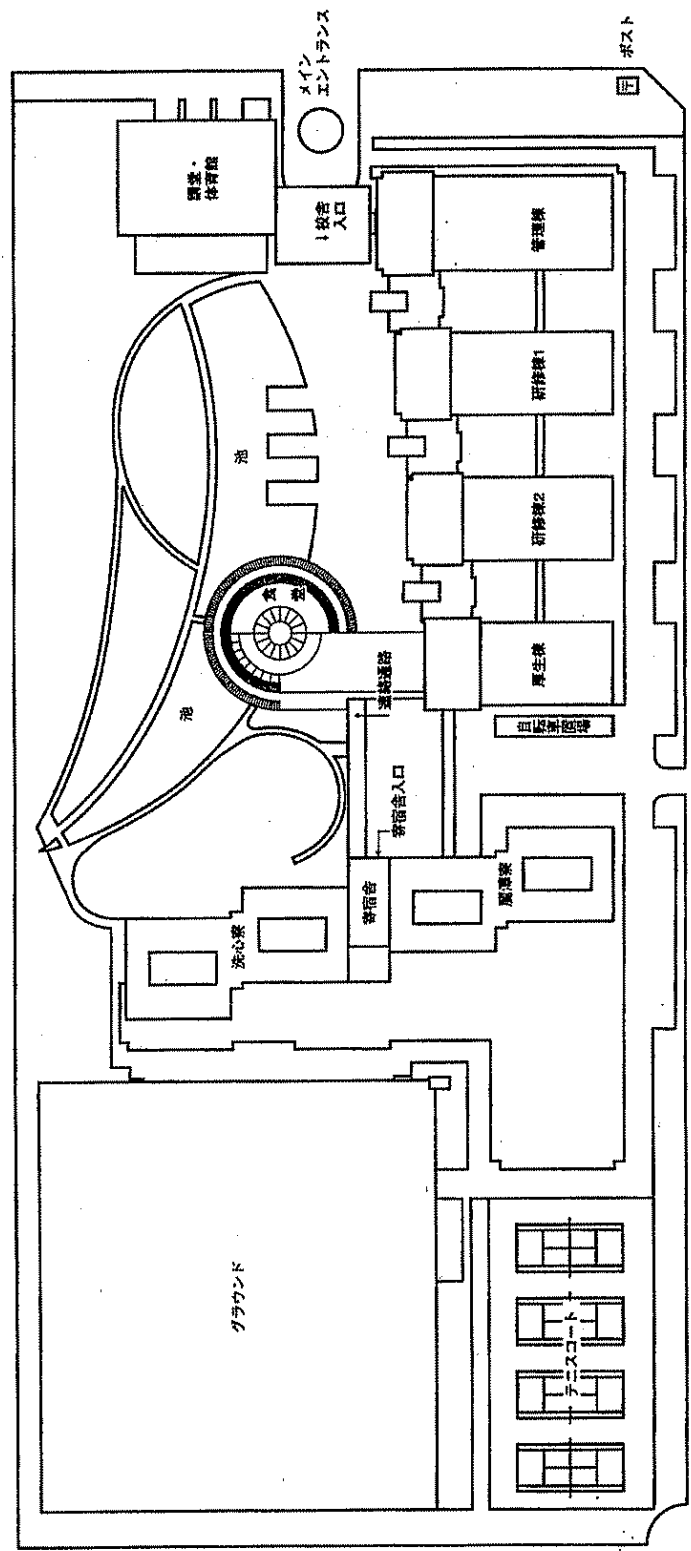 メイン
エントランス
ポスト
〒
講堂・
体育館
↓校舎
入口
管理棟
研修棟1
研修棟2
厚生棟
池
池
食
堂
連絡通路
自転車置場
寄宿舎入口
寄宿舎
洗心寮
グラウンド
テニスコート